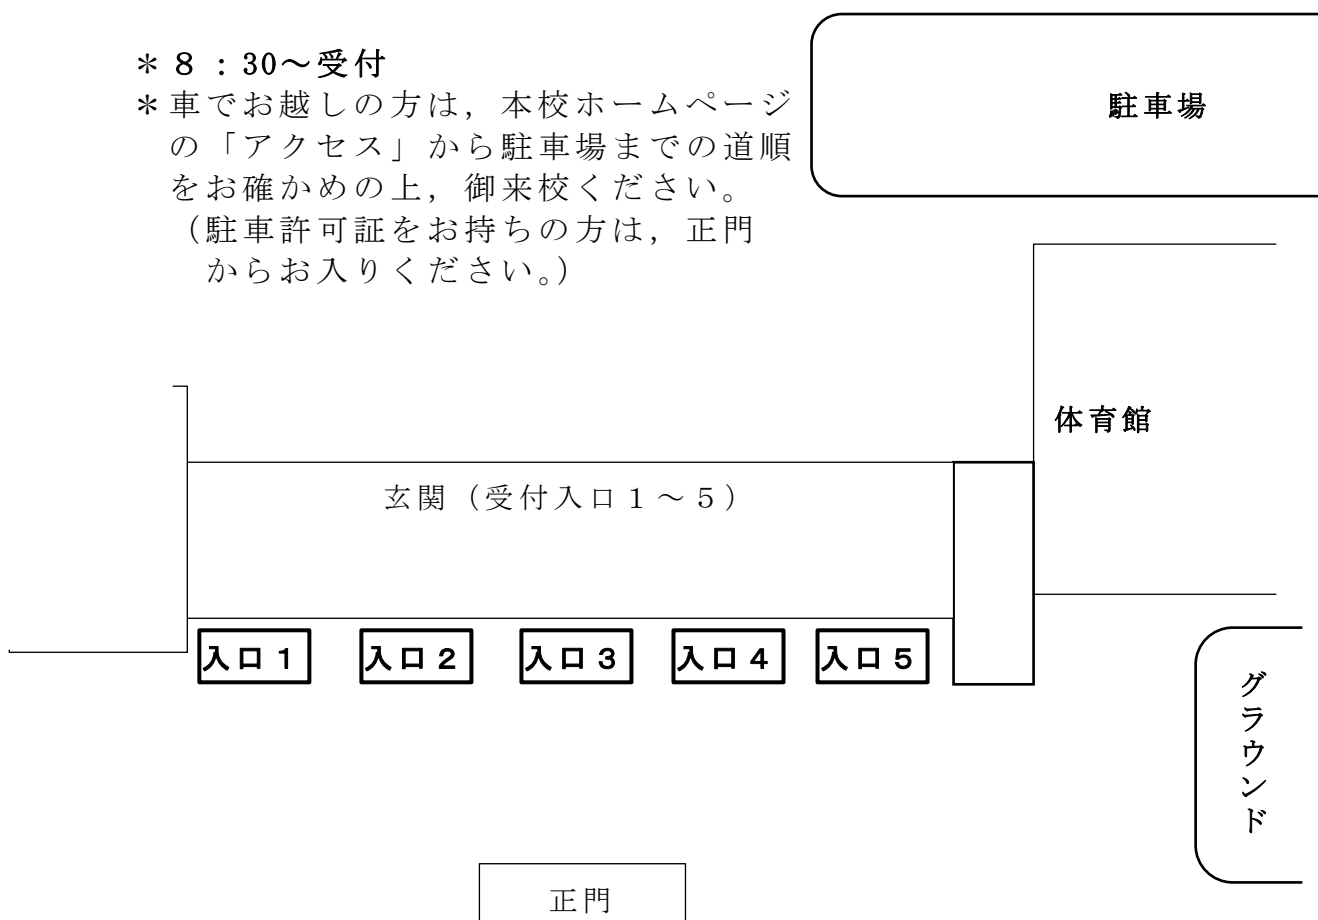 ＊８：30～受付
＊車でお越しの方は，本校ホームページ
の「アクセス」から駐車場までの道順
をお確かめの上，御来校ください。
（駐車許可証をお持ちの方は，正門
からお入りください。）
駐車場
体育館
玄関（受付入口１～５）
入口１
入口２
入口３
入口４
入口５
グラウンド
正門